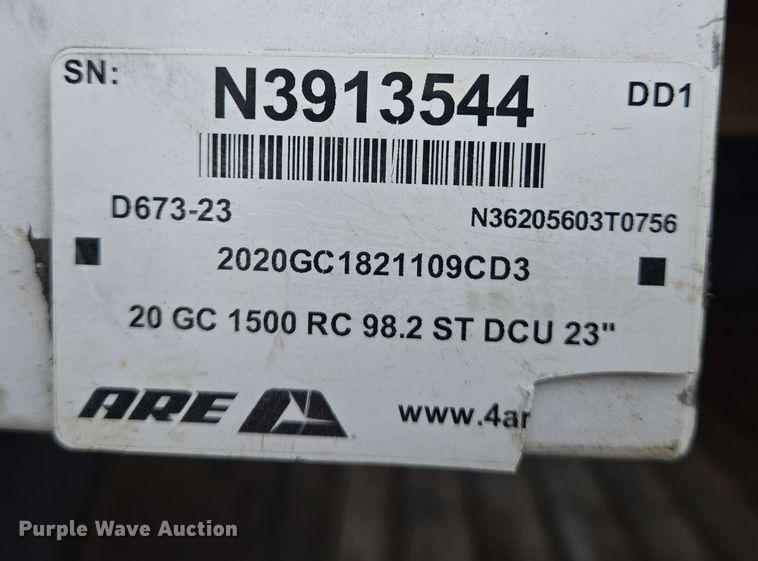 SN: N3913544 DD1
D673-23 N36205603T0756
2020GC1821109CD3
20 GC 1500 RC 98.2 ST DCU 23"
ARE www.4ar
Purple Wave Auction